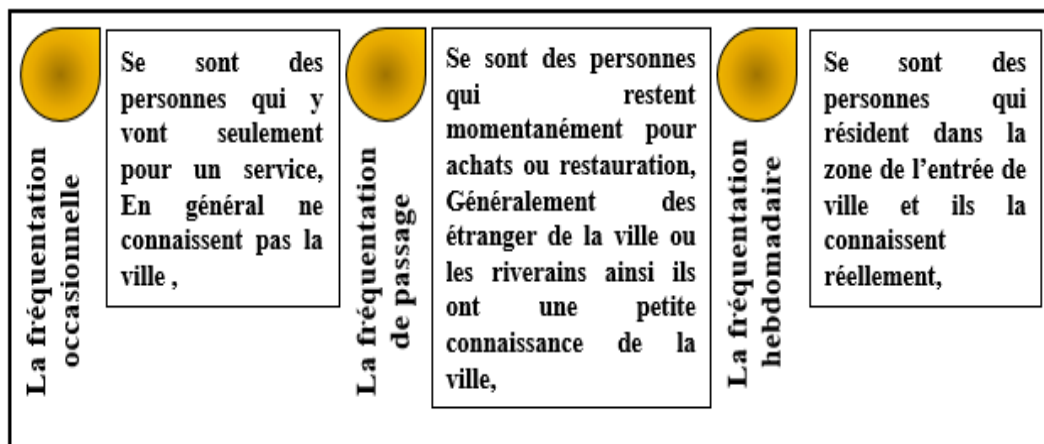 La fréquentation
occasionnelle
Se sont des
personnes qui y
vont seulement
pour un service,
En général ne
connaissent pas la
ville ,
La fréquentation
de passage
Se sont des personnes
qui restent
momentanément pour
achats ou restauration,
Généralement des
étranger de la ville ou
les riverains ainsi ils
ont une petite
connaissance de la
ville,
La fréquentation
hebdomadaire
Se sont des
personnes qui
résident dans la
zone de l'entrée de
ville et ils la
connaissent
réellement,